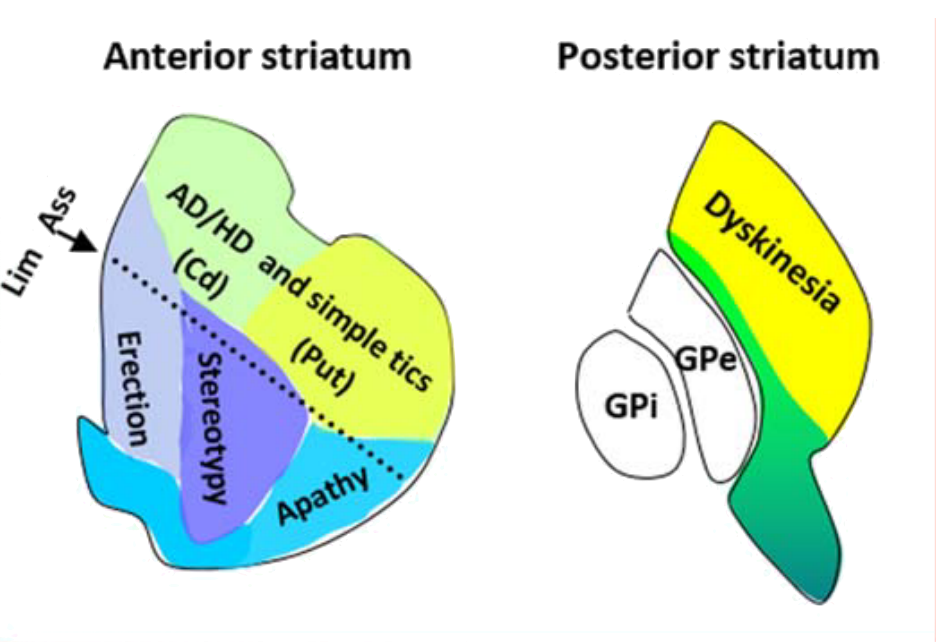 Anterior striatum
Posterior striatum
Lim Ass
AD/HD and simple tics
(Cd)
(Put)
Erection
Stereotypy
Apathy
Dyskinesia
GPe
GPi